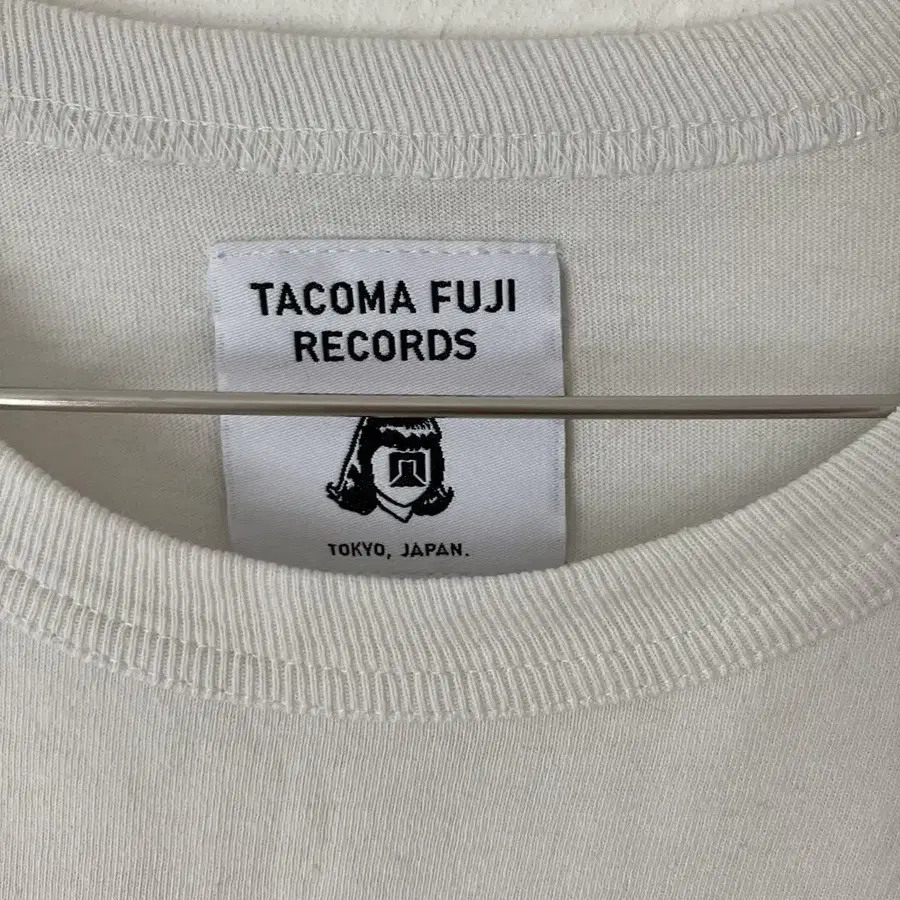 TACOMA FUJI
RECORDS
TOKYO, JAPAN.